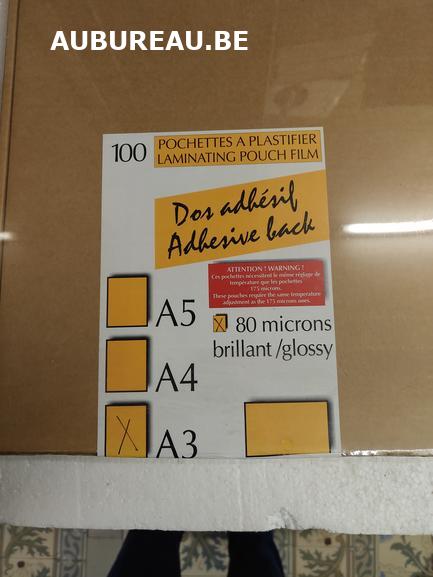 AUBUREAU.BE
100
POCHETTES A PLASTIFIER
LAMINATING POUCH FILM
Dos adhésif
Adhesive back
ATTENTION ! WARNING !
Ces pochettes nécessitent le même réglage de
température que les pochettes
175 microns.
These pouches require the same temperature
adjustment as the 175 microns ones.
A5
X 80 microns
brillant /glossy
A4
X A3